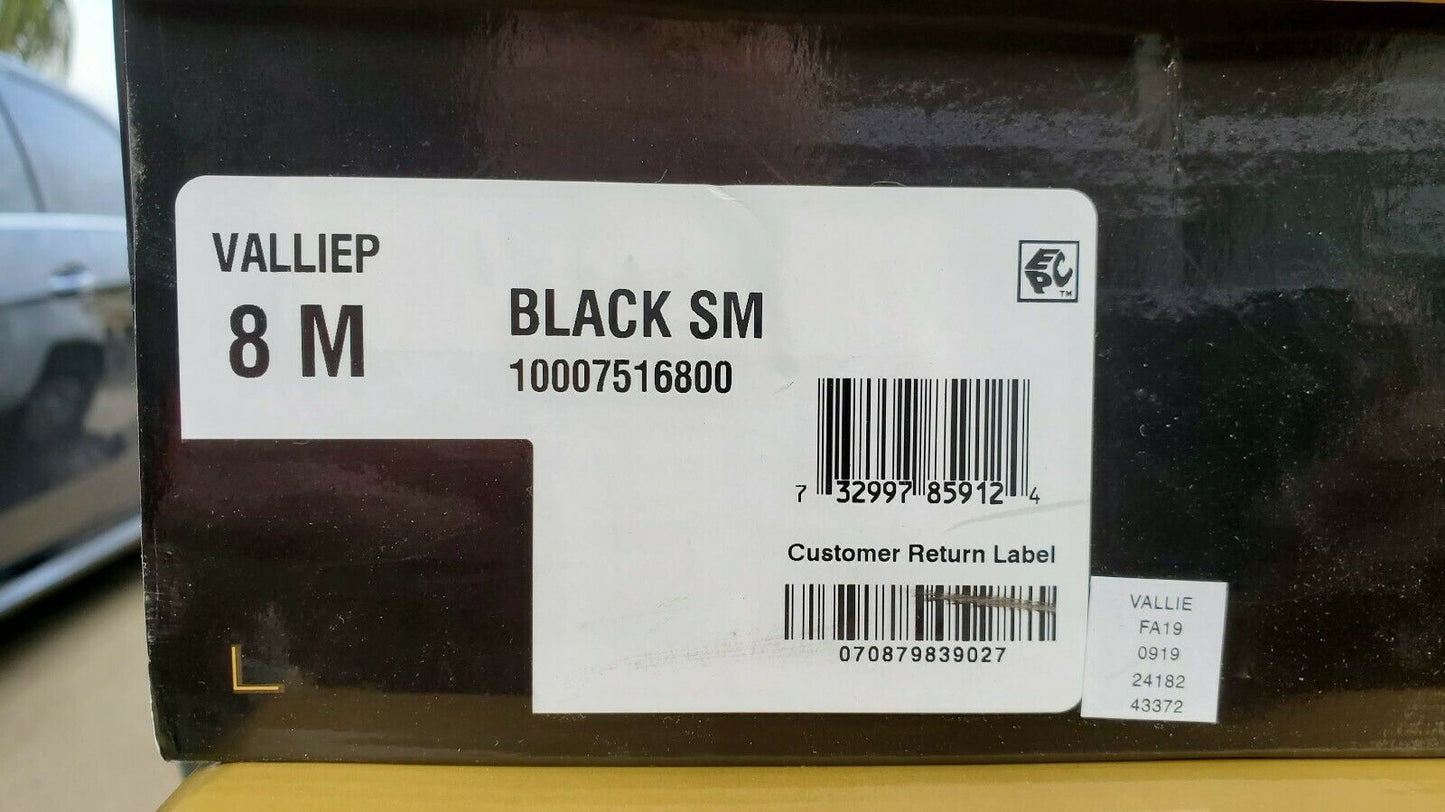 VALLIEP
8 M
BLACK SM
10007516800
EPC
TM
7 32997 85912 4
Customer Return Label
070879839027
VALLIE
FA19
0919
24182
43372